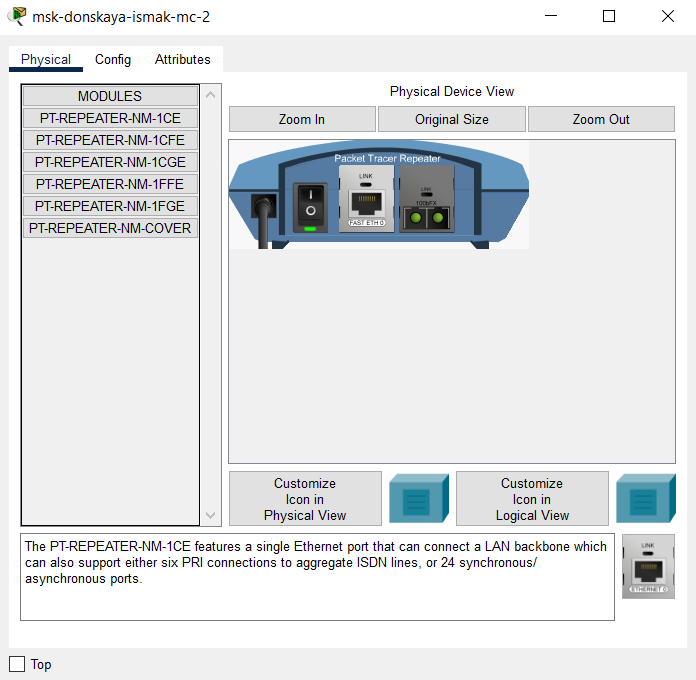 msk-donskaya-ismak-mc-2
Physical
Config
Attributes
MODULES
PT-REPEATER-NM-1CE
PT-REPEATER-NM-1CFE
PT-REPEATER-NM-1CGE
PT-REPEATER-NM-1FFE
PT-REPEATER-NM-1FGE
PT-REPEATER-NM-COVER
Physical Device View
Zoom In
Original Size
Zoom Out
Packet Tracer Repeater
LINK
FAST ETH 0
LINK
100bFX
Customize
Icon in
Physical View
Customize
Icon in
Logical View
The PT-REPEATER-NM-1CE features a single Ethernet port that can connect a LAN backbone which
can also support either six PRI connections to aggregate ISDN lines, or 24 synchronous/
asynchronous ports.
LINK
ETHERNET 0
Top